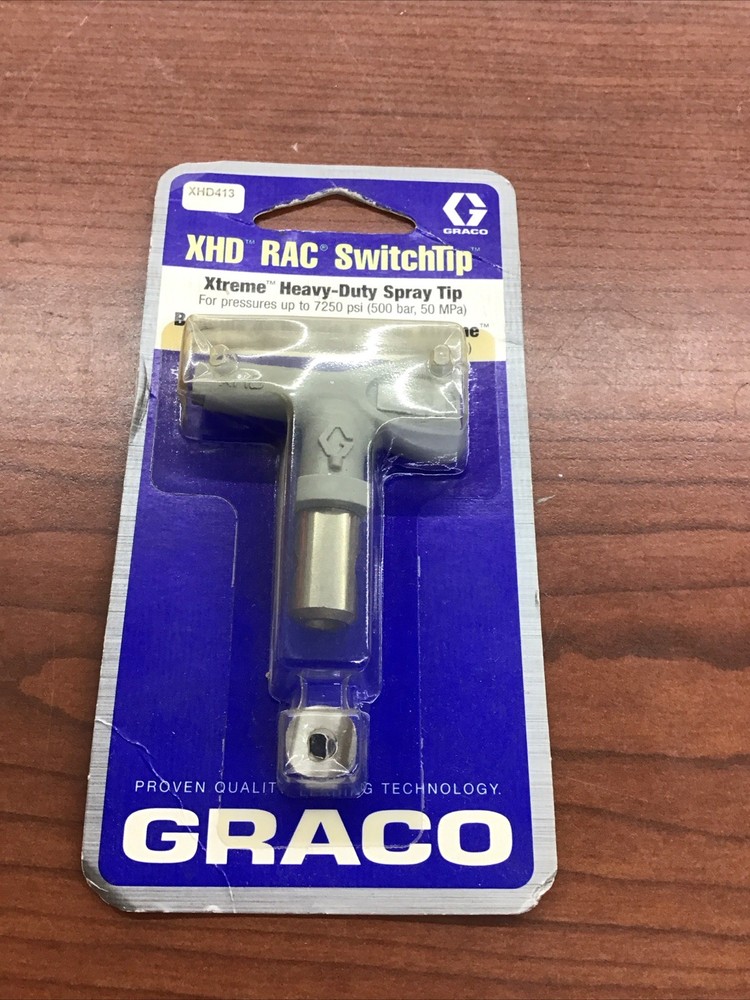 XHD413
GRACO
XHD™ RAC® SwitchTip™
Xtreme™ Heavy-Duty Spray Tip
For pressures up to 7250 psi (500 bar, 50 MPa)
XHD
PROVEN QUALITY. TECHNOLOGY.
GRACO